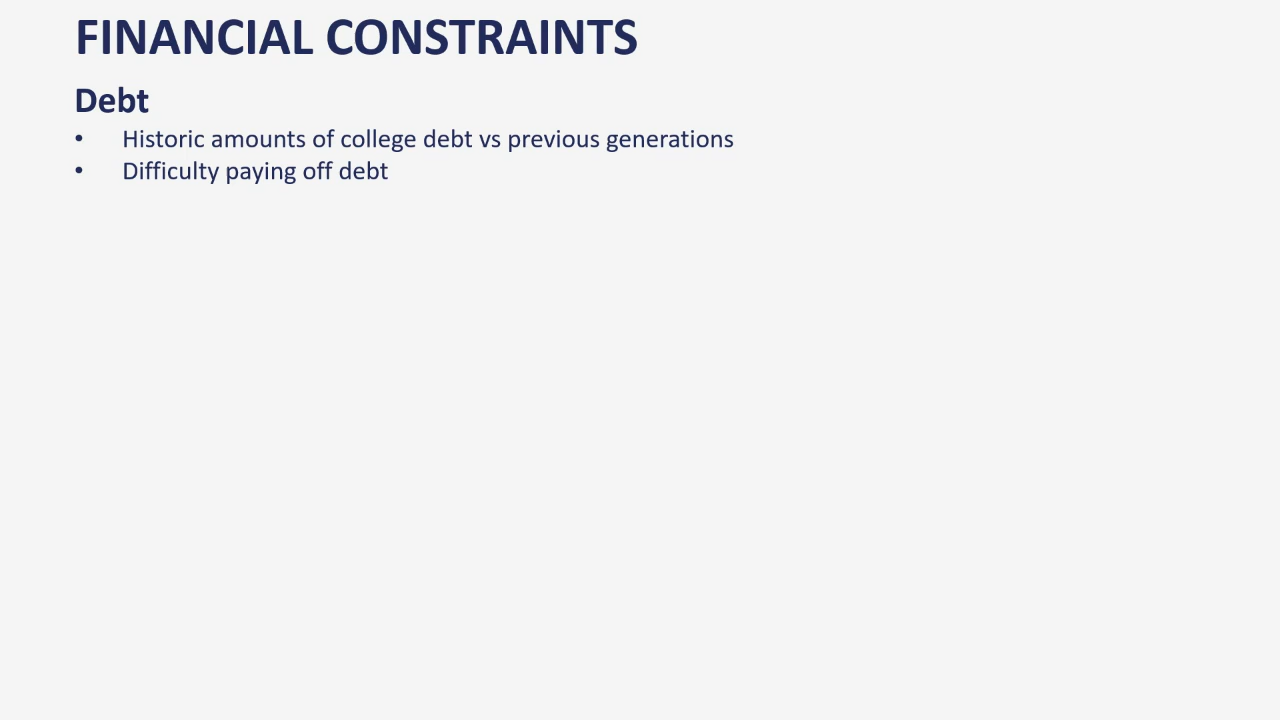 FINANCIAL CONSTRAINTS
Debt
• Historic amounts of college debt vs previous generations
• Difficulty paying off debt